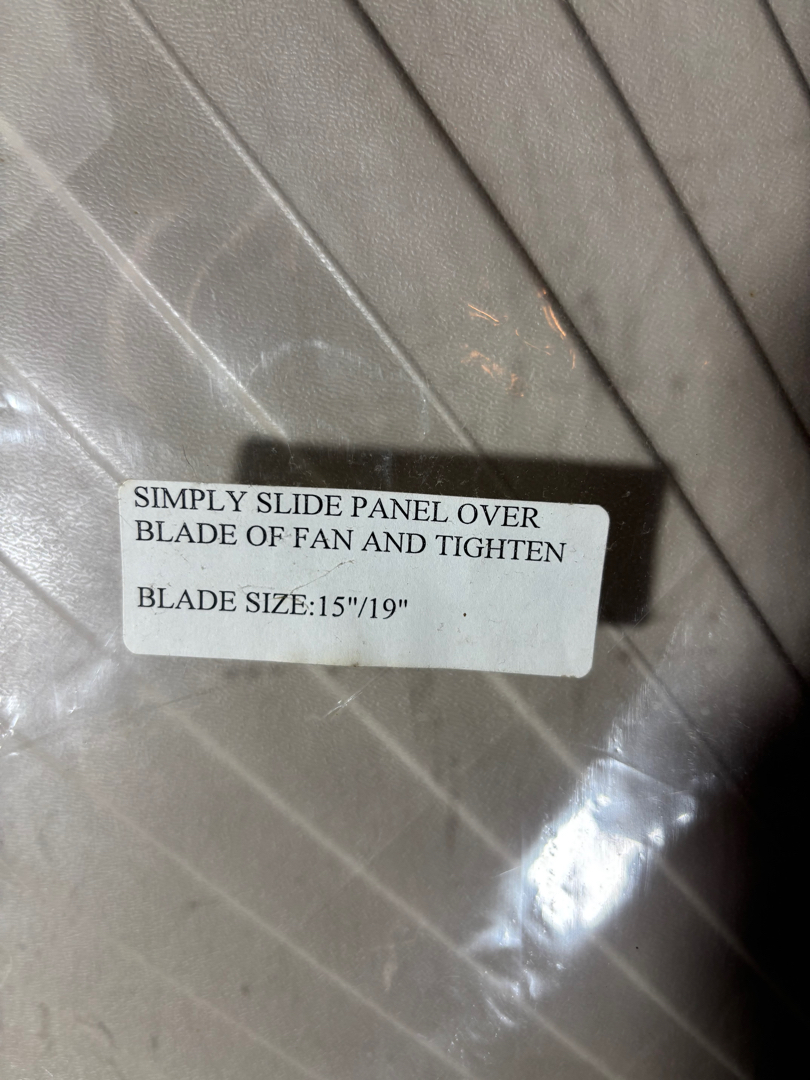 SIMPLY SLIDE PANEL OVER
BLADE OF FAN AND TIGHTEN
BLADE SIZE:15"/19"